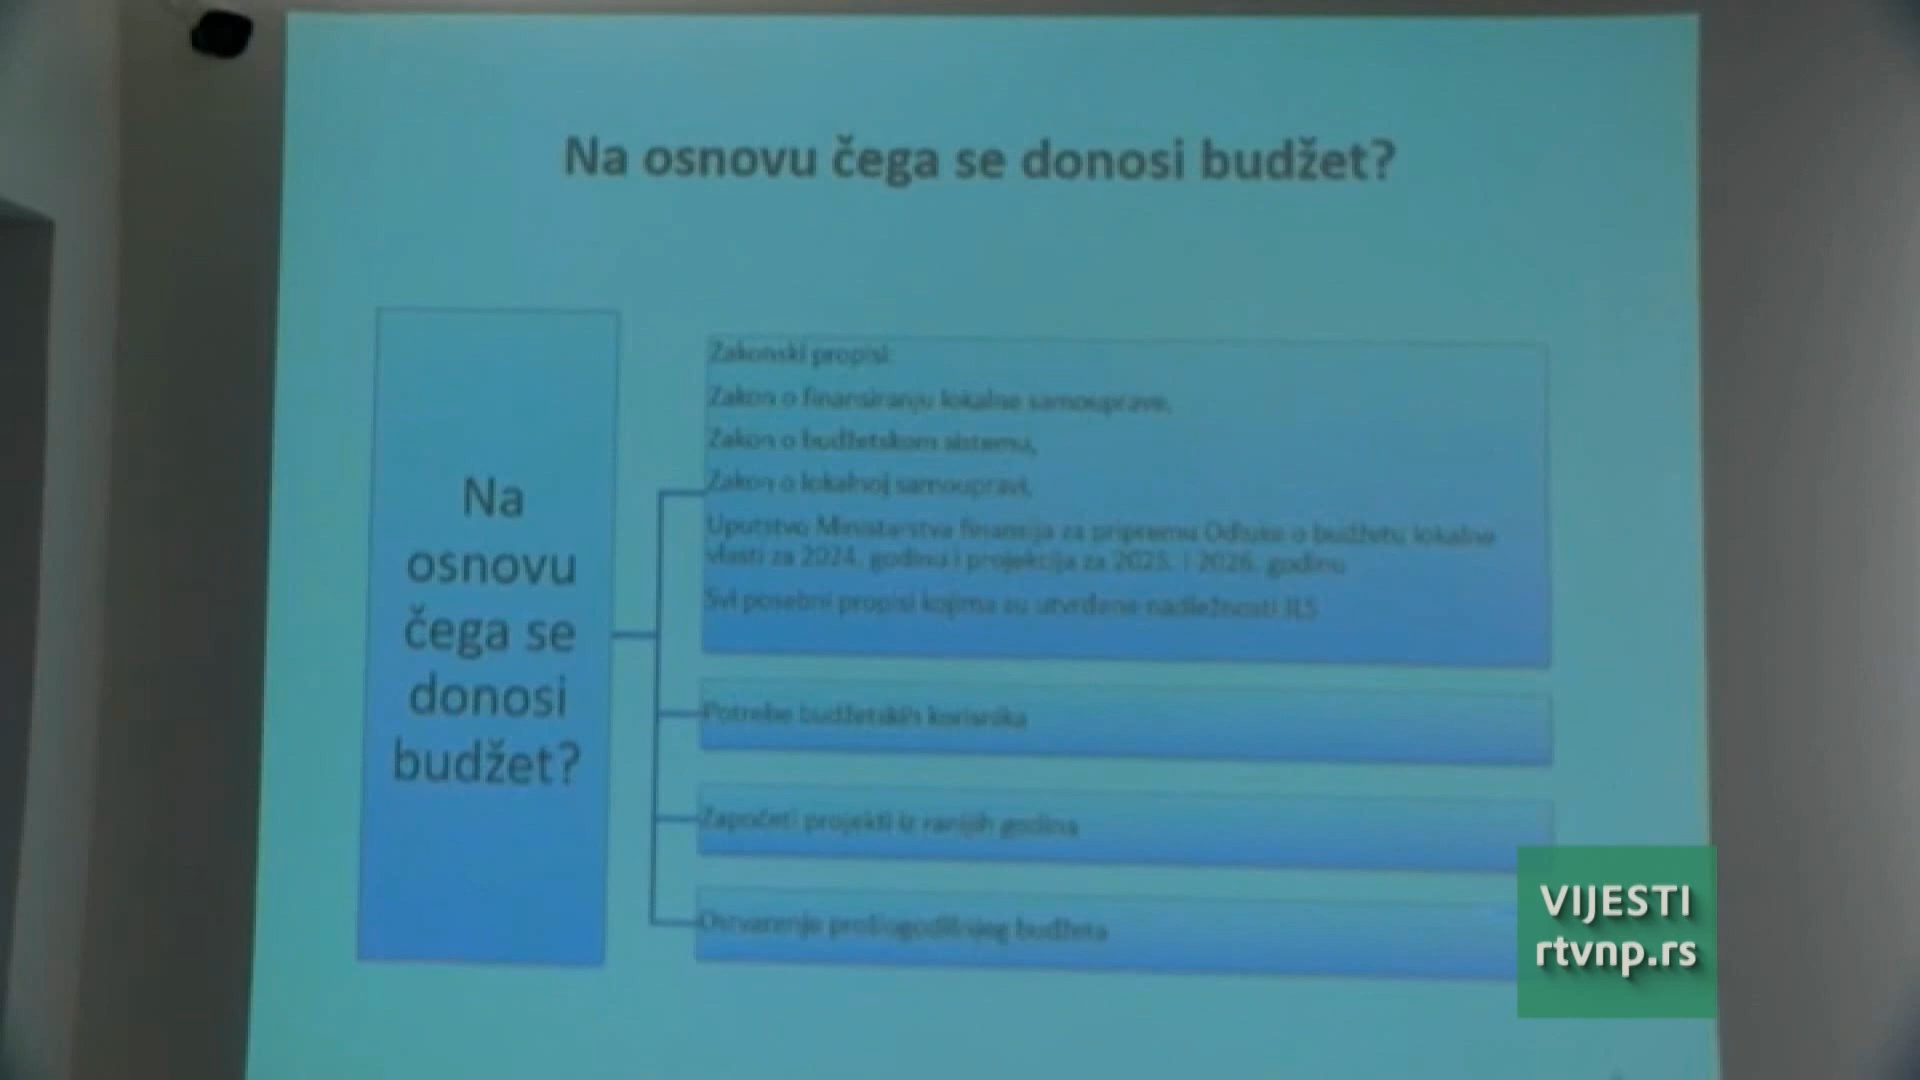 Na osnovu čega se donosi budžet?
Na
osnovu
čega se
donosi
budžet?
Zakonski propisi:
Zakon o finansiranju lokalne samouprave,
Zakon o budžetskom sistemu,
Zakon o lokalnoj samoupravi,
Uputstvo Ministarstva finansija za pripremu Odluke o budžetu lokalne
vlasti za 2024. godinu i projekcija za 2025. i 2026. godinu
Svi posebni propisi kojima su utvrđene nadležnosti JLS
Potrebe budžetskih korisnika
Započeti projekti iz ranijih godina
Ostvarenje prošlogodišnjeg budžeta
VIJESTI
rtvnp.rs